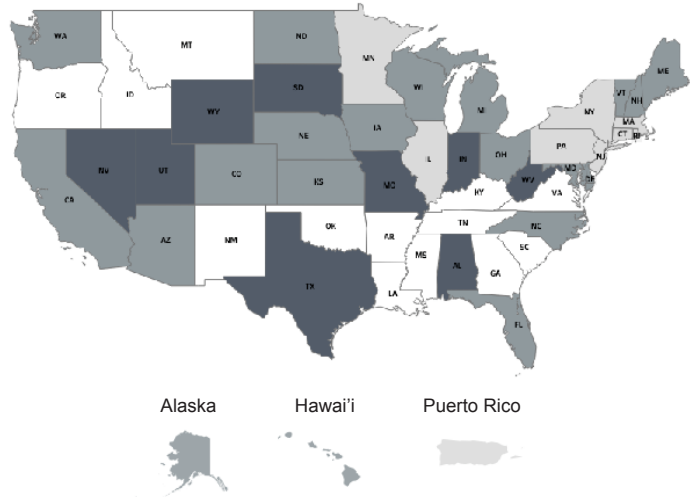 WA
MT
ND
MN
OR
ID
WY
SD
WI
MI
ME
VT
NH
NY
MA
CT
RI
NV
UT
CO
NE
IA
IL
IN
OH
PA
NJ
MD
DE
CA
KS
MO
KY
WV
VA
AZ
NM
OK
AR
TN
NC
SC
TX
LA
MS
AL
GA
FL
Alaska Hawai'i Puerto Rico